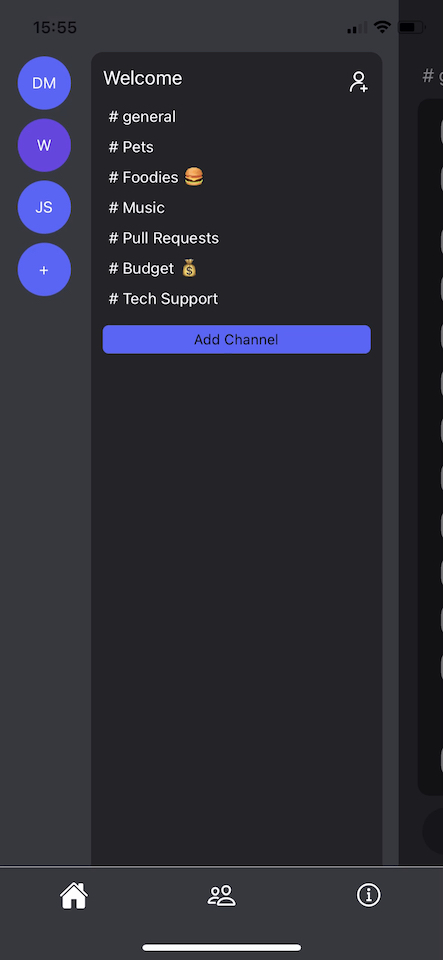 15:55
DM
W
JS
+
Welcome
# general
# Pets
# Foodies 🍔
# Music
# Pull Requests
# Budget 💰
# Tech Support
Add Channel
# g